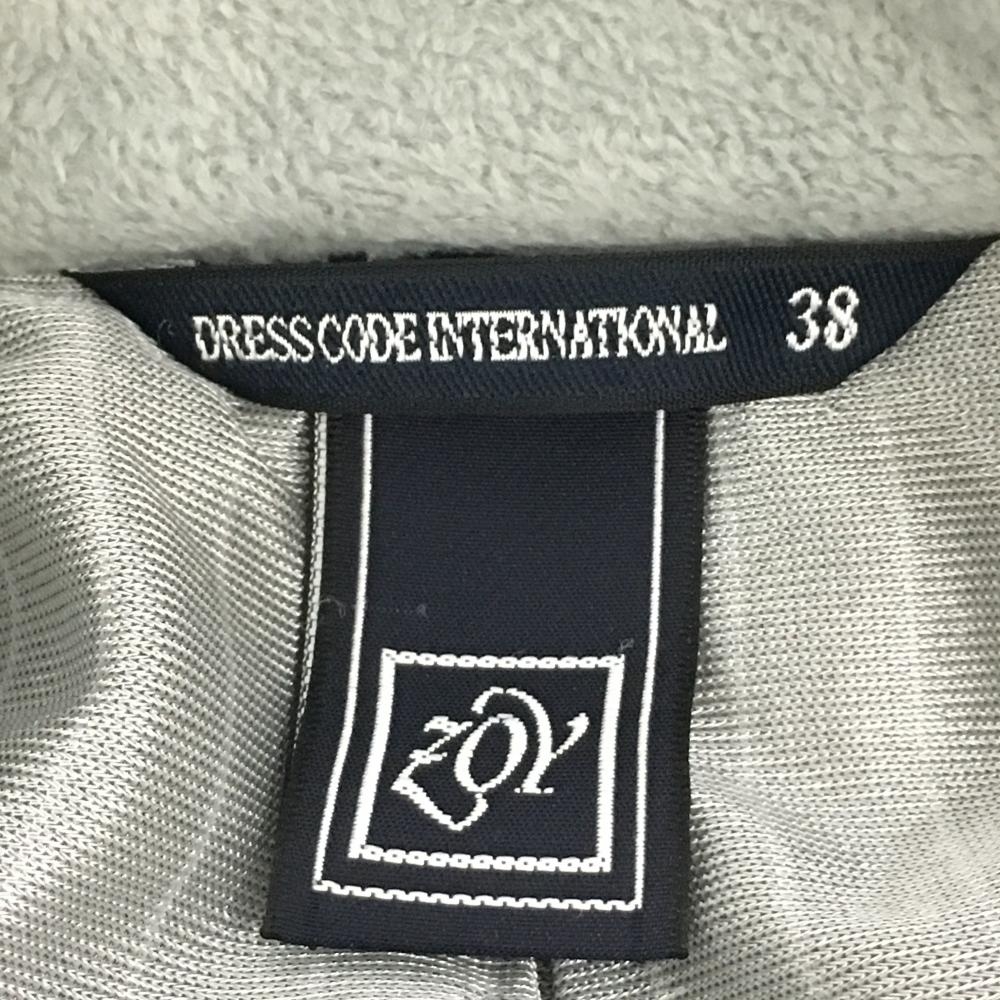 DRESS CODE INTERNATIONAL 38
ZOY